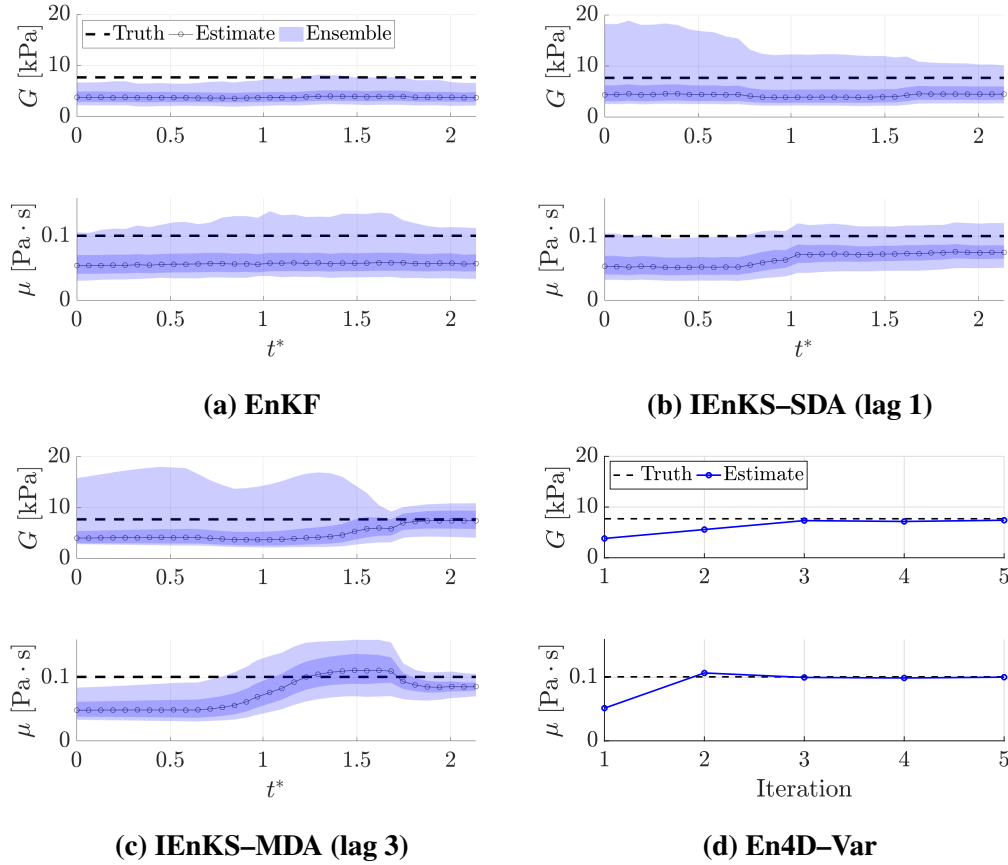 20
10
0
G [kPa]
Truth Estimate Ensemble
0 0.5 1 1.5 2
0.1
0
μ [Pa · s]
0 0.5 1 1.5 2
t*
(a) EnKF
20
10
0
G [kPa]
0 0.5 1 1.5 2
0.1
0
μ [Pa · s]
0 0.5 1 1.5 2
t*
(b) IEnKS–SDA (lag 1)
20
10
0
G [kPa]
0 0.5 1 1.5 2
0.1
0
μ [Pa · s]
0 0.5 1 1.5 2
t*
(c) IEnKS–MDA (lag 3)
20
10
0
G [kPa]
Truth Estimate
1 2 3 4 5
0.1
0
μ [Pa · s]
1 2 3 4 5
Iteration
(d) En4D–Var